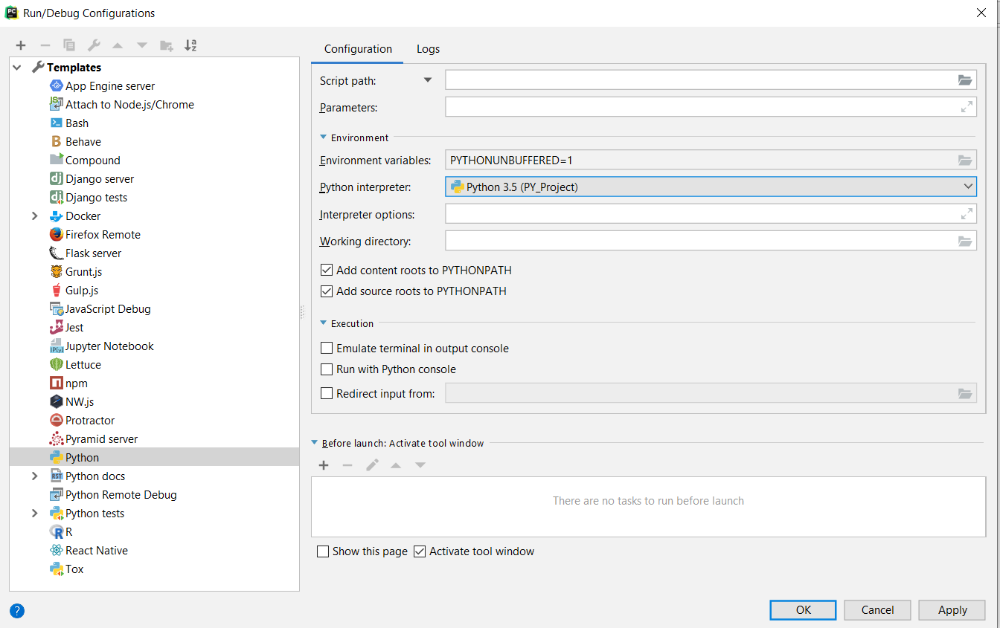 Run/Debug Configurations
Templates
App Engine server
Attach to Node.js/Chrome
Bash
Behave
Compound
Django server
Django tests
Docker
Firefox Remote
Flask server
Grunt.js
Gulp.js
JavaScript Debug
Jest
Jupyter Notebook
Lettuce
npm
NW.js
Protractor
Pyramid server
Python
Python docs
Python Remote Debug
Python tests
R
React Native
Tox
Configuration Logs
Script path:
Parameters:
Environment
Environment variables: PYTHONUNBUFFERED=1
Python interpreter: Python 3.5 (PY_Project)
Interpreter options:
Working directory:
Add content roots to PYTHONPATH
Add source roots to PYTHONPATH
Execution
Emulate terminal in output console
Run with Python console
Redirect input from:
Before launch: Activate tool window
There are no tasks to run before launch
Show this page Activate tool window
OK Cancel Apply